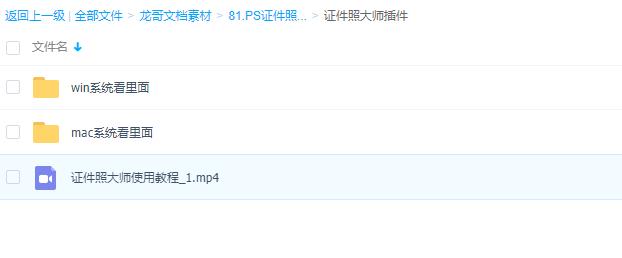 返回上一级 | 全部文件 > 龙哥文档素材 > 81.PS证件照... > 证件照大师插件
文件名
win系统看里面
mac系统看里面
证件照大师使用教程_1.mp4